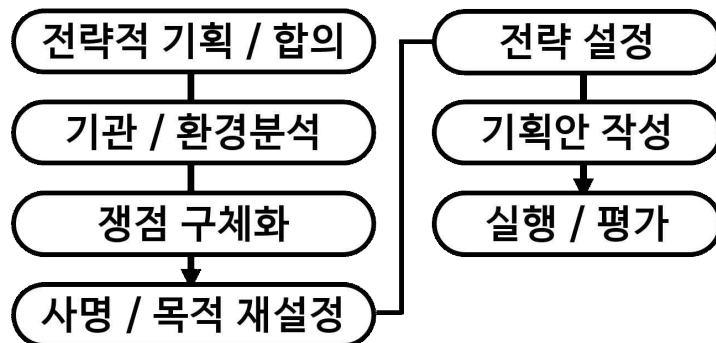 전략적 기획 / 합의
기관 / 환경분석
쟁점 구체화
사명 / 목적 재설정
전략 설정
기획안 작성
실행 / 평가